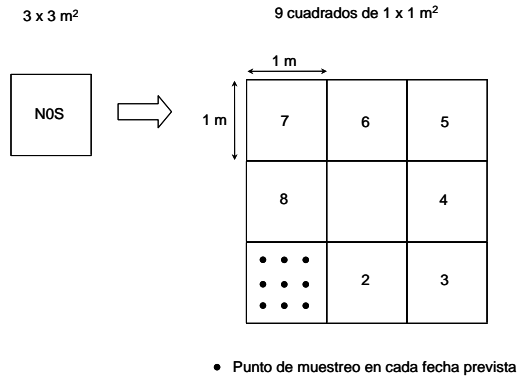 3 x 3 m²
9 cuadrados de 1 x 1 m²
1 m
N0S
1 m
7
6
5
8
4
2
3
Punto de muestreo en cada fecha prevista